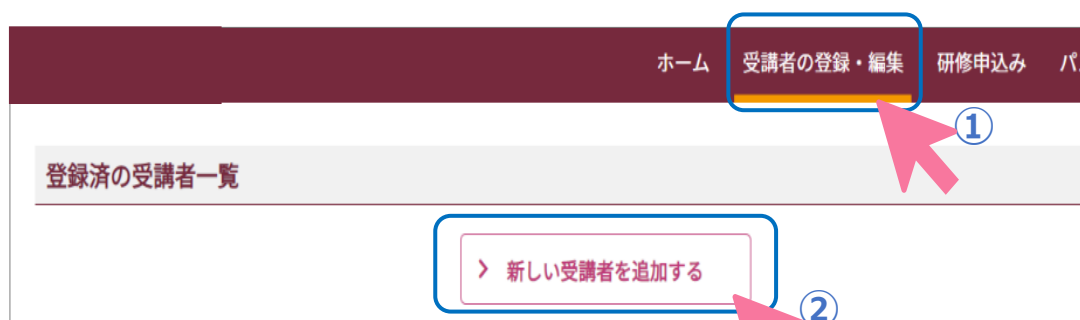 ホーム 受講者の登録・編集 研修申込み パ
①
登録済の受講者一覧
新しい受講者を追加する
②